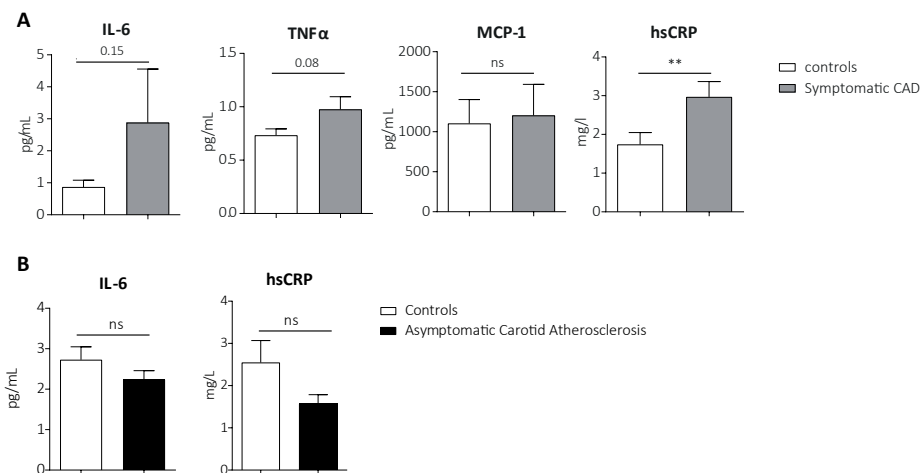 A
IL-6
0.15
5
4
3
2
1
0
pg/mL
TNFα
0.08
1.5
1.0
0.5
0.0
pg/mL
MCP-1
ns
2000
1500
1000
500
0
pg/mL
hsCRP
**
4
3
2
1
0
mg/l
controls
Symptomatic CAD
B
IL-6
ns
4
3
2
1
0
pg/mL
hsCRP
ns
4
3
2
1
0
mg/L
Controls
Asymptomatic Carotid Atherosclerosis